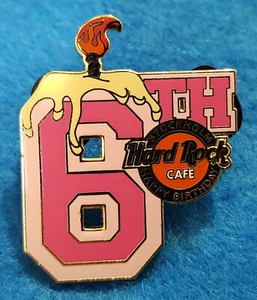 6TH
STOCKHOLM
Hard Rock
CAFE
HAPPY BIRTHDAY